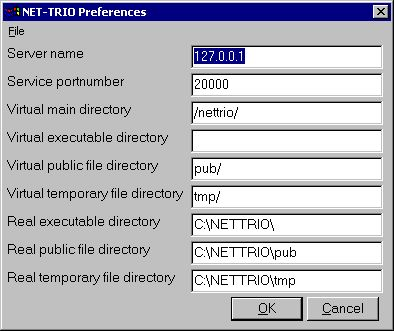 NET-TRIO Preferences
File
Server name 127.0.0.1
Service portnumber 20000
Virtual main directory /nettrio/
Virtual executable directory
Virtual public file directory pub/
Virtual temporary file directory tmp/
Real executable directory C:\NETTRIO\
Real public file directory C:\NETTRIO\pub
Real temporary file directory C:\NETTRIO\tmp
OK Cancel